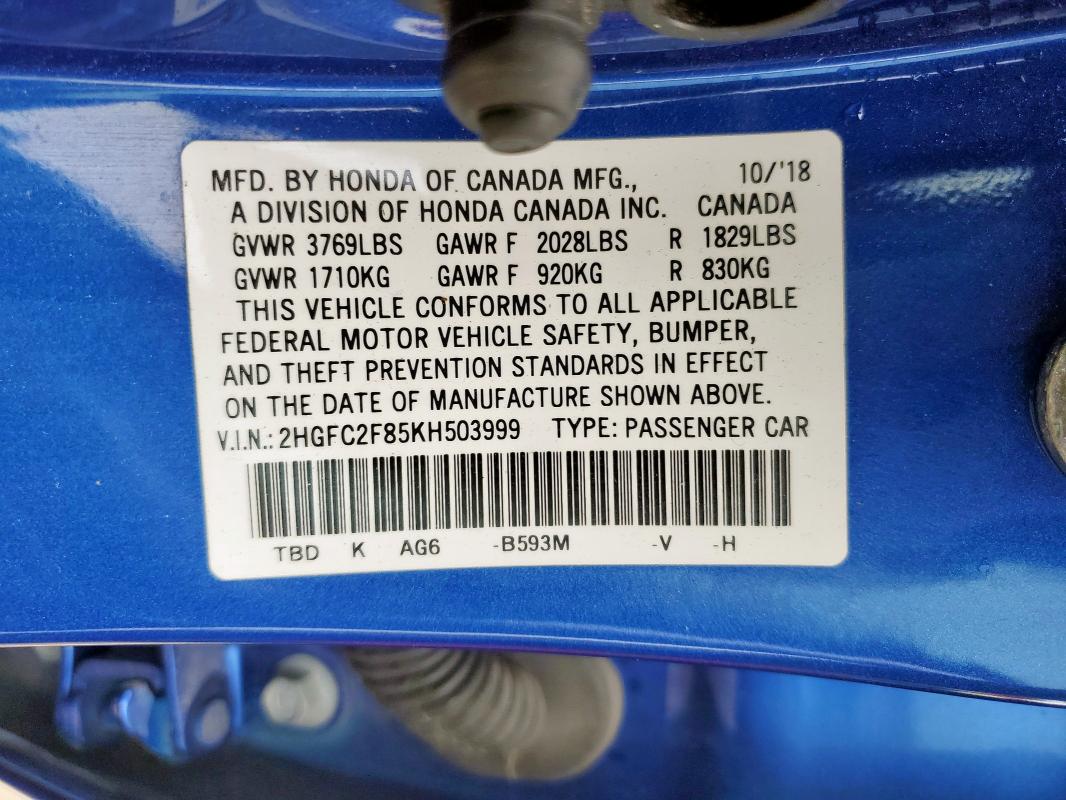 MFD. BY HONDA OF CANADA MFG., 10/'18
A DIVISION OF HONDA CANADA INC. CANADA
GVWR 3769LBS GAWR F 2028LBS R 1829LBS
GVWR 1710KG GAWR F 920KG R 830KG
THIS VEHICLE CONFORMS TO ALL APPLICABLE
FEDERAL MOTOR VEHICLE SAFETY, BUMPER,
AND THEFT PREVENTION STANDARDS IN EFFECT
ON THE DATE OF MANUFACTURE SHOWN ABOVE.
V.I.N.: 2HGFC2F85KH503999 TYPE: PASSENGER CAR
TBD K AG6 -B593M -V -H